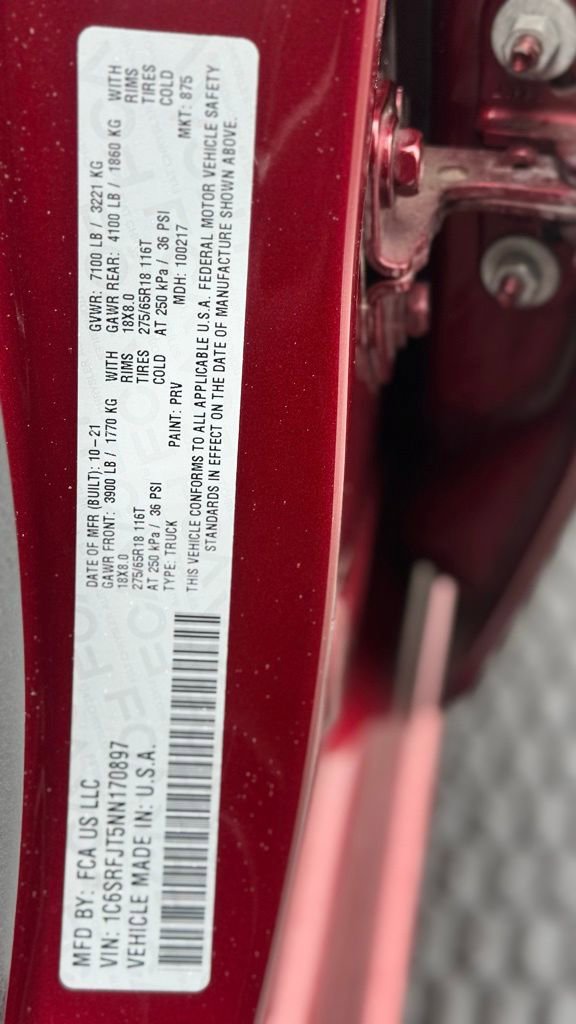 MFD BY: FCA US LLC
VIN: 1C6SRFJT5NN170897
VEHICLE MADE IN: U.S.A.
DATE OF MFR (BUILT): 10-21 GVWR: 7100 LB / 3221 KG
GAWR FRONT: 3900 LB / 1770 KG WITH GAWR REAR: 4100 LB / 1860 KG WITH
18X8.0 RIMS 18X8.0 RIMS
275/65R18 116T TIRES 275/65R18 116T TIRES
AT 250 kPa / 36 PSI COLD AT 250 kPa / 36 PSI COLD
TYPE: TRUCK PAINT: PRV MDH: 100217 MKT: 875
THIS VEHICLE CONFORMS TO ALL APPLICABLE U.S.A. FEDERAL MOTOR VEHICLE SAFETY
STANDARDS IN EFFECT ON THE DATE OF MANUFACTURE SHOWN ABOVE.